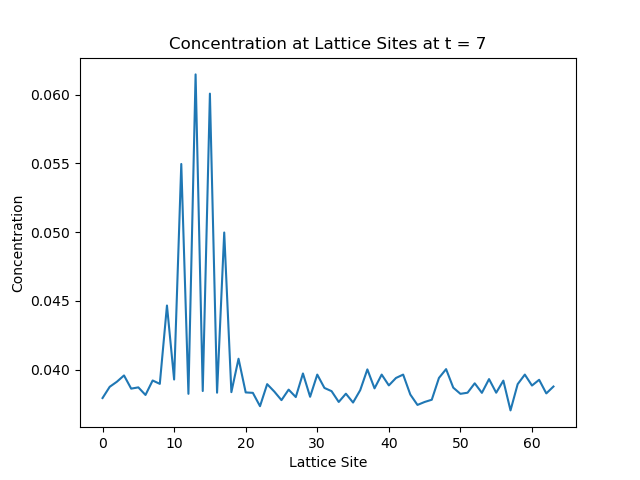 Concentration at Lattice Sites at t = 7
0.060
0.055
0.050
0.045
0.040
Concentration
0 10 20 30 40 50 60
Lattice Site